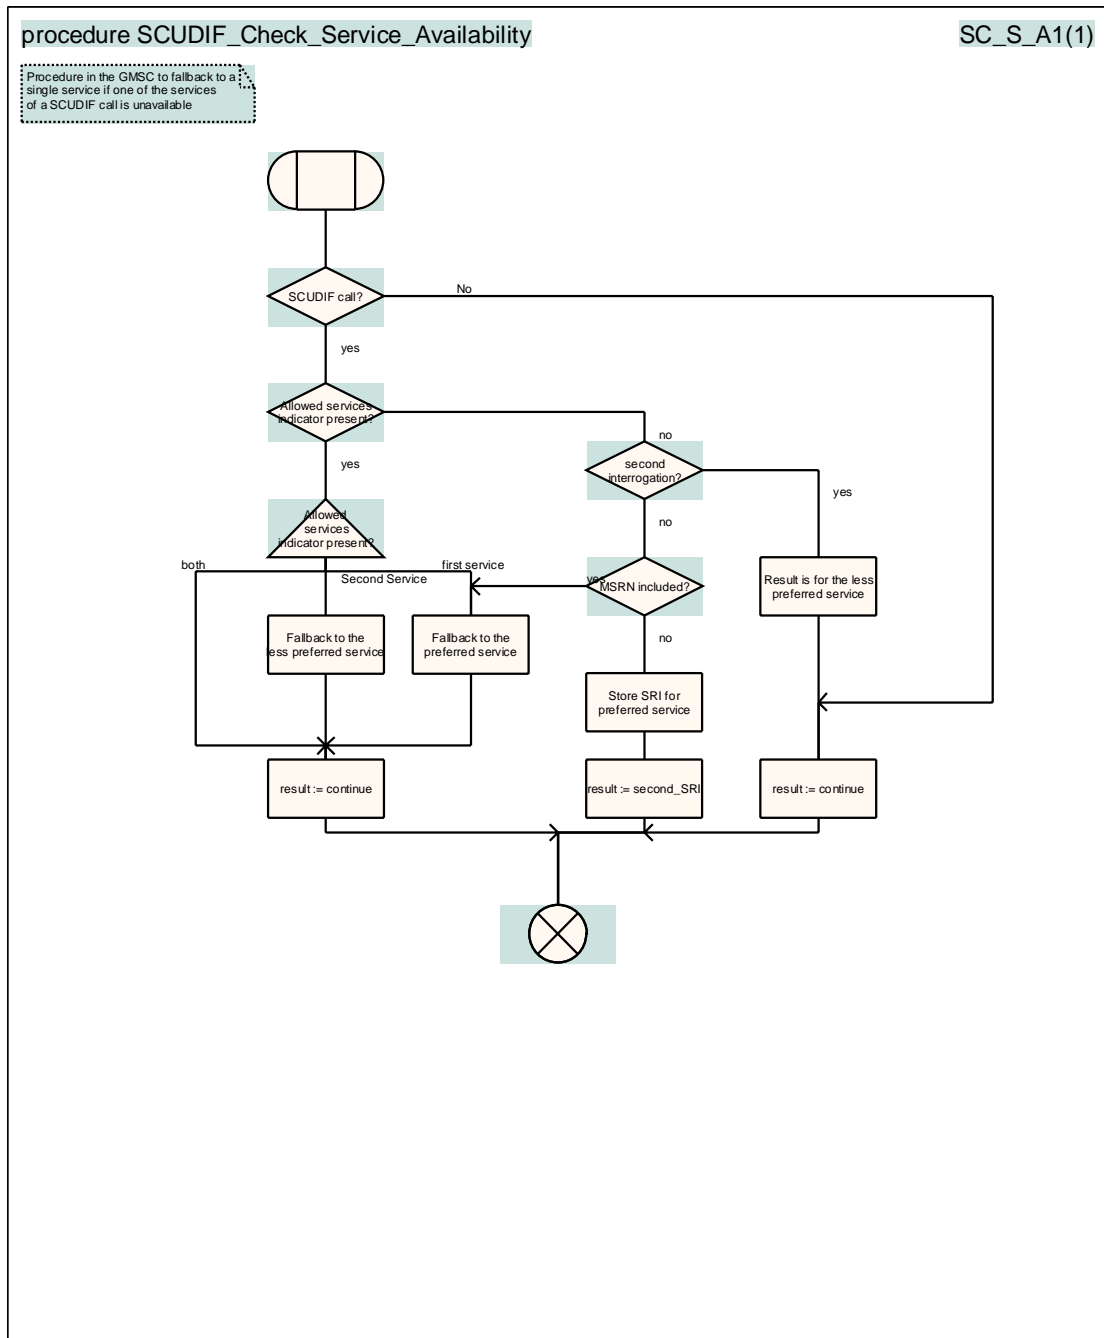 procedure SCUDIF_Check_Service_Availability
SC_S_A1(1)
Procedure in the GMSC to fallback to a
single service if one of the services
of a SCUDIF call is unavailable
SCUDIF call?
No
yes
Allowed services
indicator present?
no
second
interrogation?
yes
yes
Allowed
services
indicator present?
no
both
first service
Second Service
yes
MSRN included?
Result is for the less
preferred service
Fallback to the
less preferred service
Fallback to the
preferred service
no
Store SRI for
preferred service
result := continue
result := second_SRI
result := continue